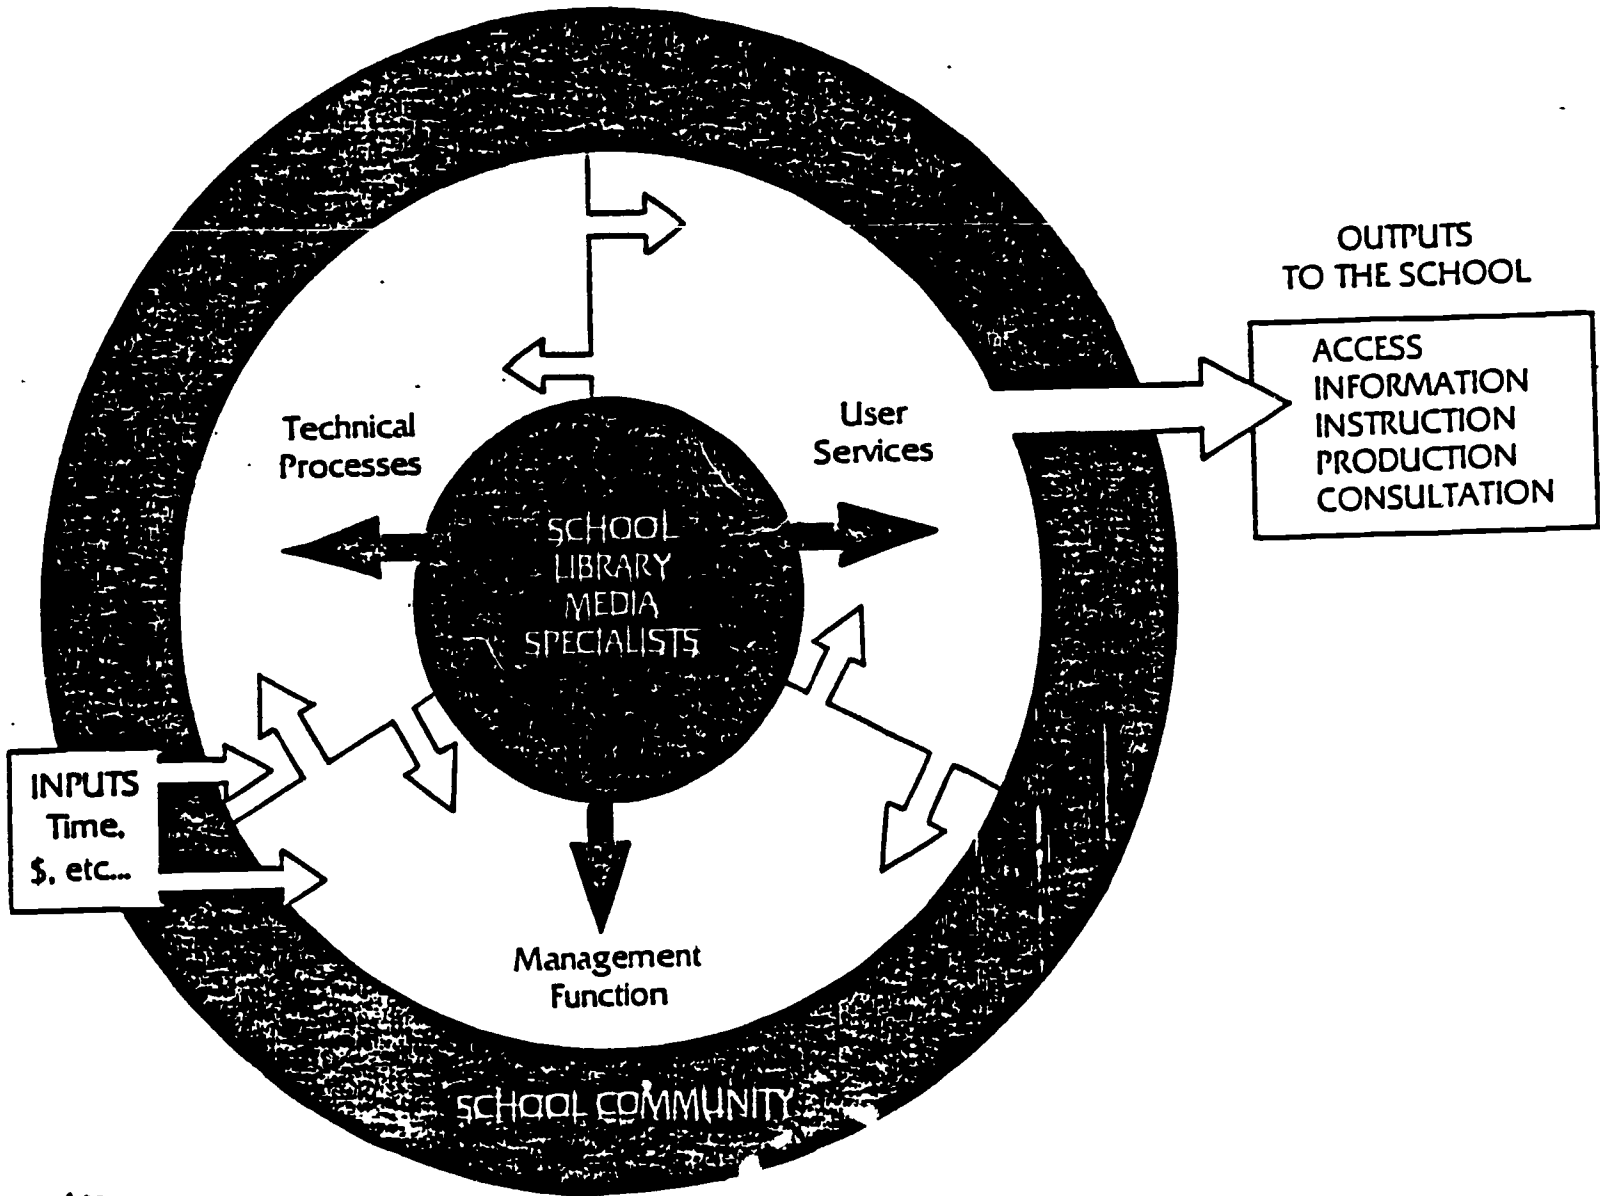 OUTPUTS
TO THE SCHOOL
ACCESS
INFORMATION
INSTRUCTION
PRODUCTION
CONSULTATION
User
Services
Technical
Processes
SCHOOL
LIBRARY
MEDIA
SPECIALISTS
INPUTS
Time,
$, etc...
Management
Function
SCHOOL COMMUNITY